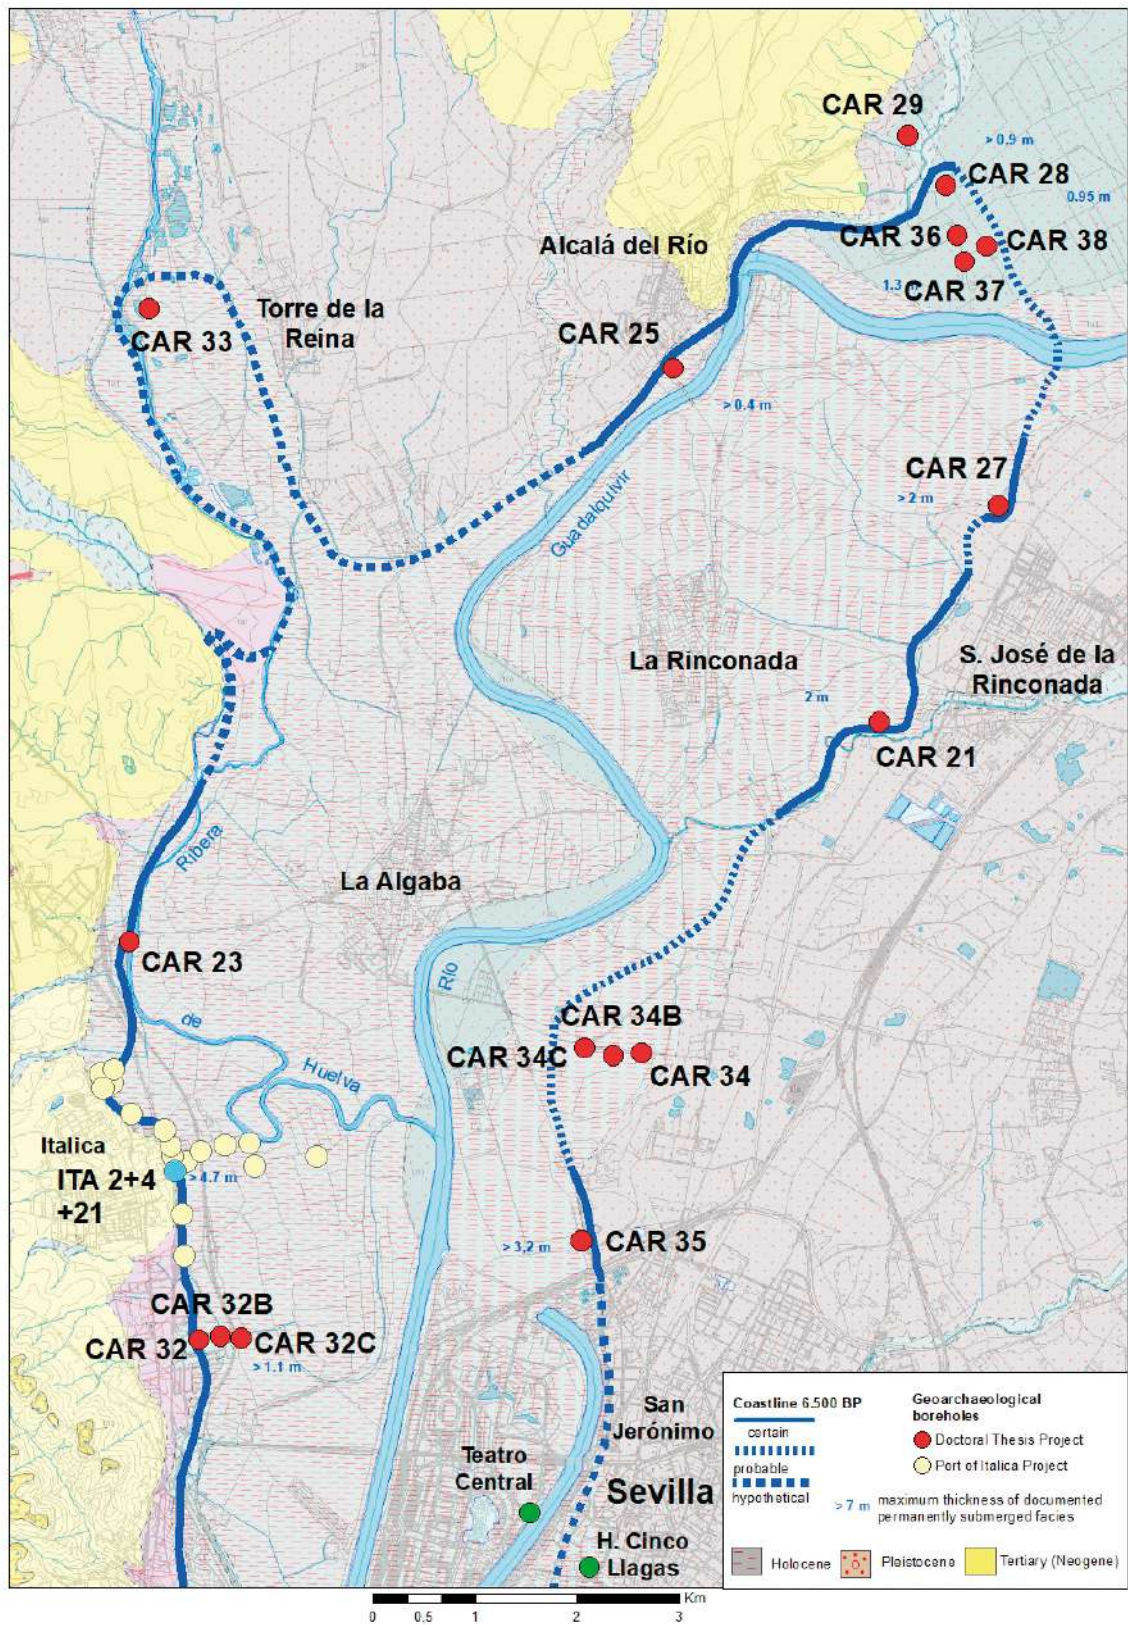 CAR 29
> 0.9 m
CAR 28
0.95 m
CAR 36
CAR 38
Alcalá del Río
CAR 37
Torre de la
Reina
CAR 33
CAR 25
> 0.4 m
CAR 27
> 2 m
Guadalquivir
La Rinconada
S. José de la
Rinconada
2 m
CAR 21
Ribera
La Algaba
CAR 23
Río
de
CAR 34B
CAR 34C
CAR 34
Huelva
Italica
ITA 2+4
+21
> 4.7 m
> 3,2 m
CAR 35
CAR 32B
CAR 32
CAR 32C
> 1.1 m
San
Jerónimo
Teatro
Central
Sevilla
H. Cinco
Llagas
Coastline 6.500 BP
certain
probable
hypothetical
Geoarchaeological
boreholes
Doctoral Thesis Project
Port of Italica Project
> 7 m maximum thickness of documented
permanently submerged facies
Holocene
Pleistocene
Tertiary (Neogene)
Km
0 0.5 1 2 3